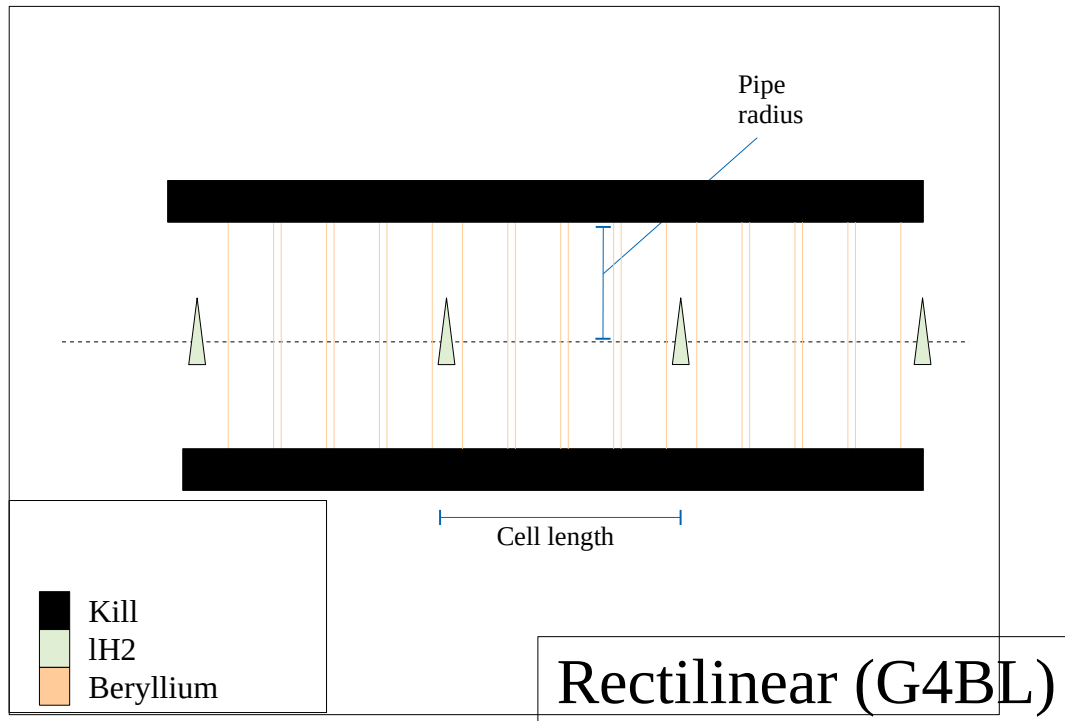 Pipe
radius
Cell length
Kill
lH2
Beryllium
Rectilinear (G4BL)